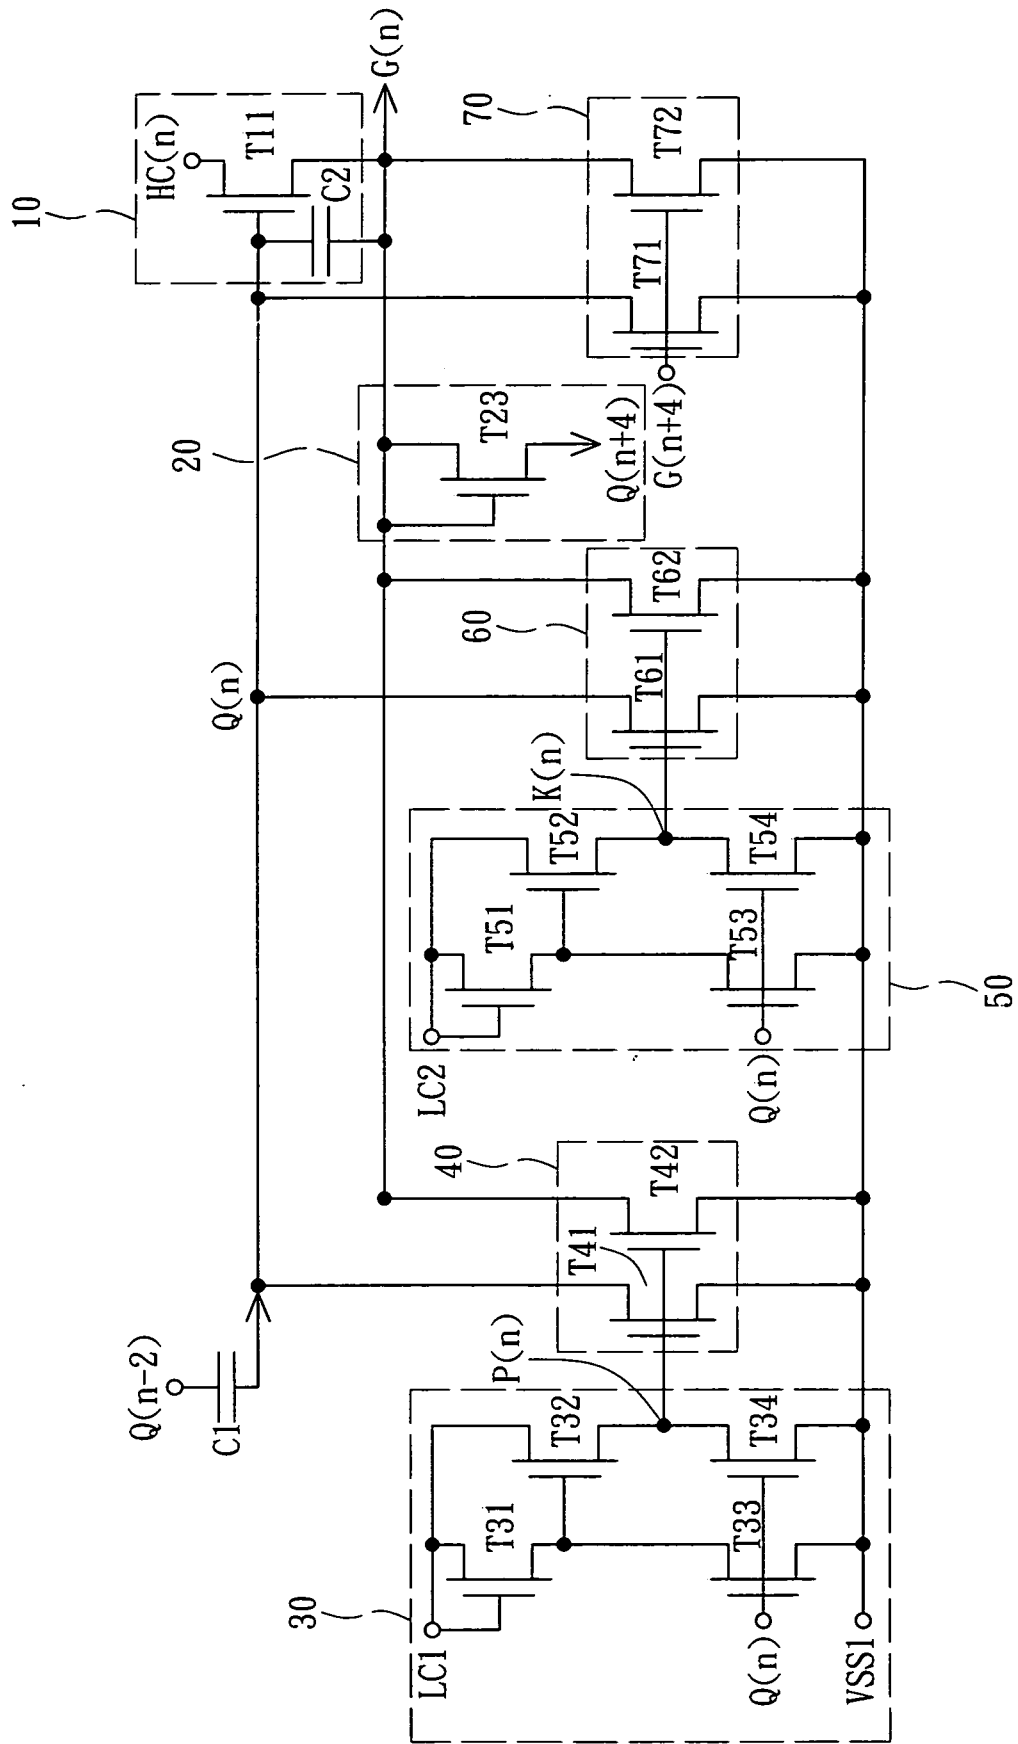 Q(n-2)
C1
Q(n)
10
HC(n)
T11
C2
G(n)
30
LC1
T31
T32
P(n)
Q(n)
T33
T34
VSS1
40
T41
T42
LC2
T51
T52
K(n)
Q(n)
T53
T54
50
60
T61
T62
20
T23
Q(n+4)
G(n+4)
70
T71
T72